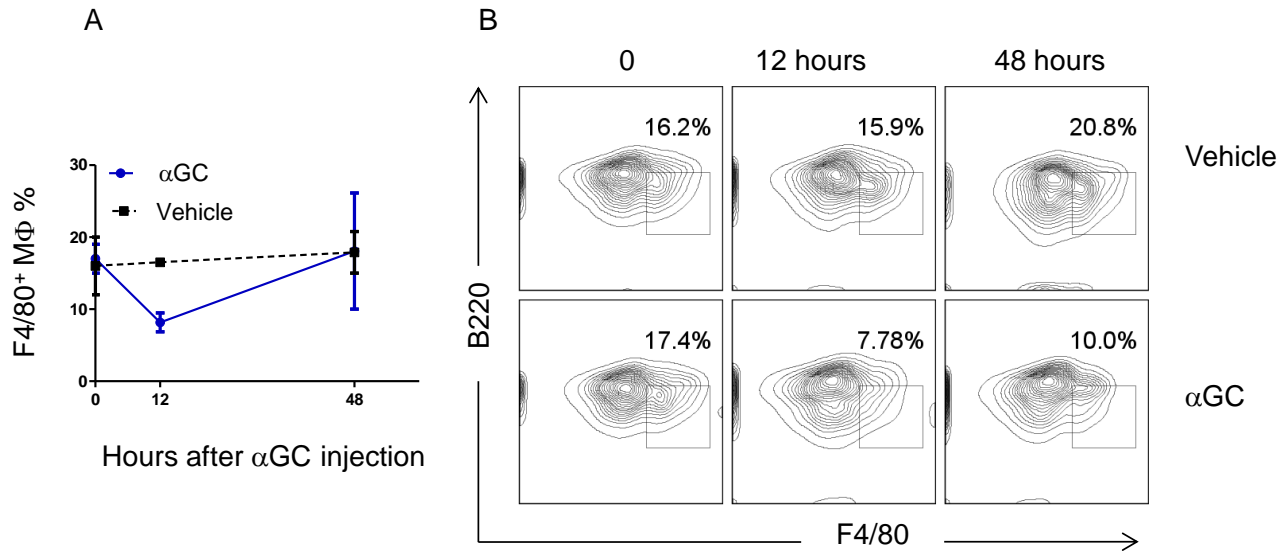 A
F4/80⁺ MΦ %
30
20
10
0
αGC
Vehicle
0 12 48
Hours after αGC injection
B
0 12 hours 48 hours
16.2% 15.9% 20.8%
Vehicle
17.4% 7.78% 10.0%
αGC
B220
F4/80